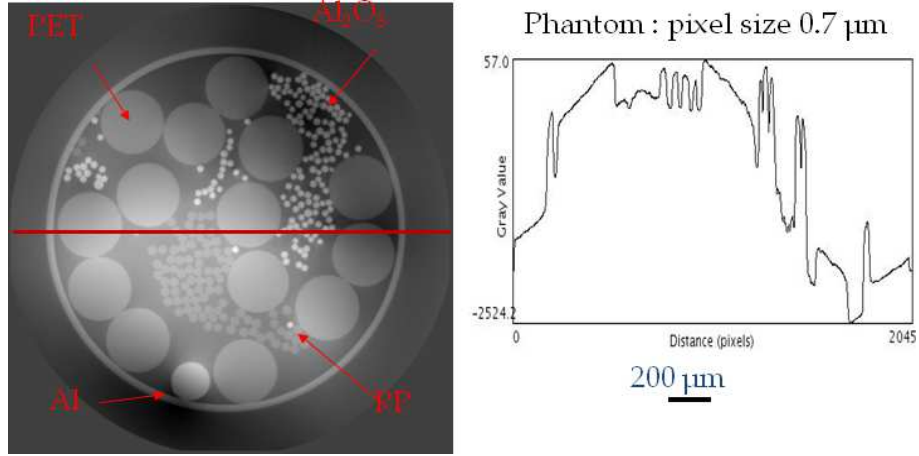 PET
Al₂O₃
Al
PP
Phantom : pixel size 0.7 µm
57.0
Gray Value
-2524.2
0
Distance (pixels)
2045
200 µm